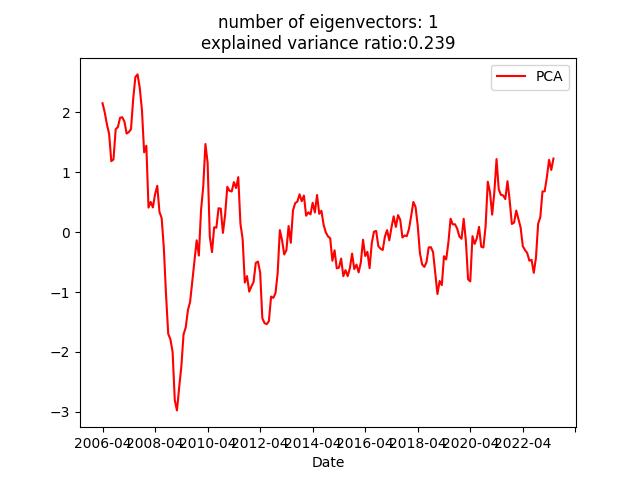 number of eigenvectors: 1
explained variance ratio:0.239
PCA
2
1
0
−1
−2
−3
2006-04 2008-04 2010-04 2012-04 2014-04 2016-04 2018-04 2020-04 2022-04
Date